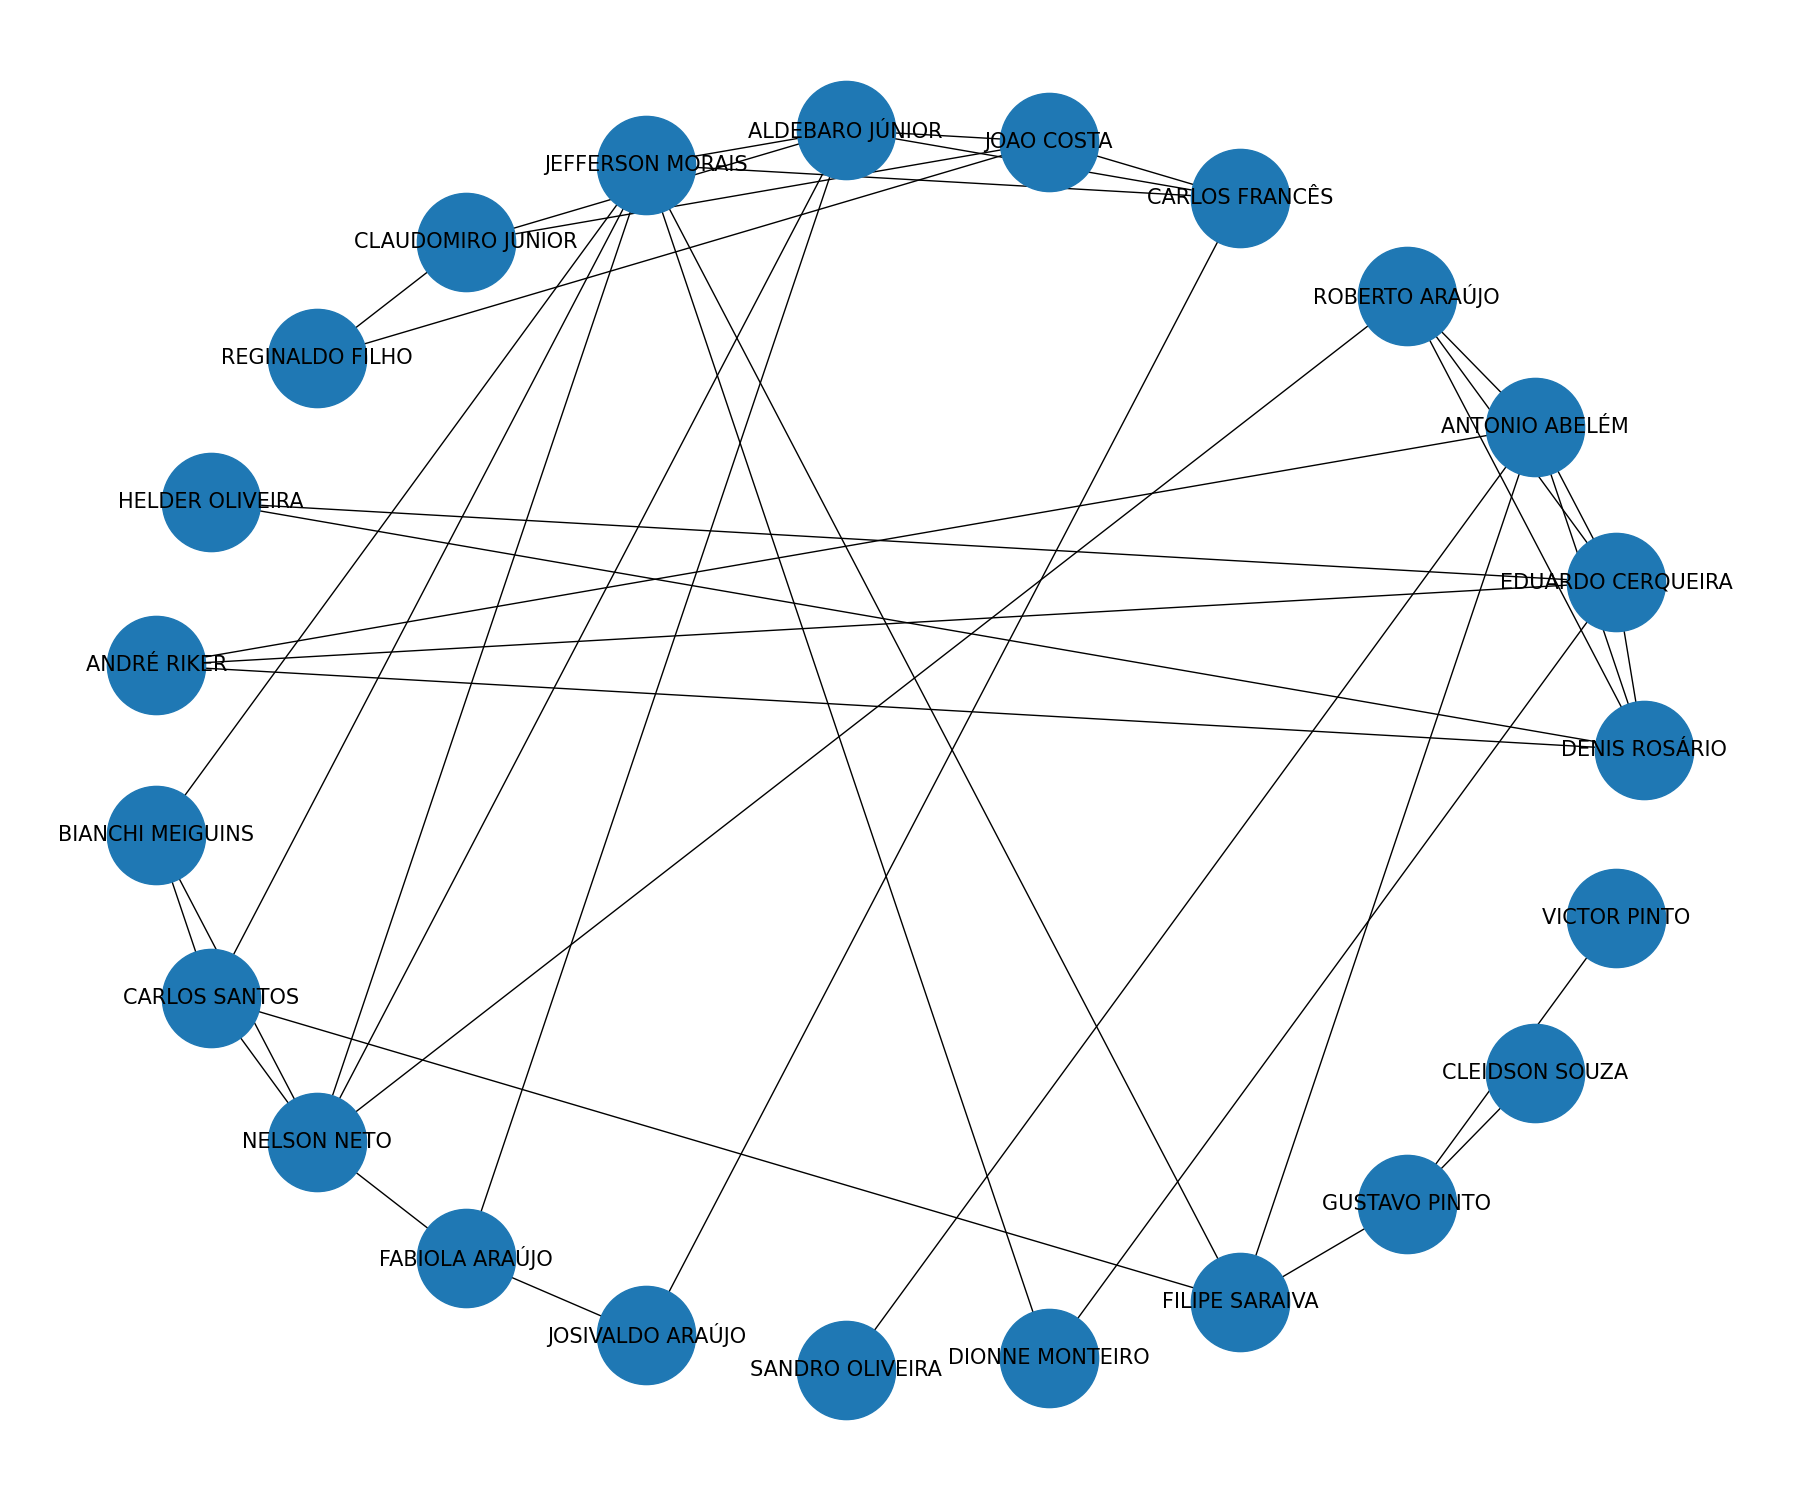 ALDEBARO JÚNIOR
JOAO COSTA
JEFFERSON MORAIS
CARLOS FRANCÊS
CLAUDOMIRO JÚNIOR
ROBERTO ARAÚJO
REGINALDO FILHO
ANTONIO ABELÉM
HELDER OLIVEIRA
EDUARDO CERQUEIRA
ANDRÉ RIKER
DENIS ROSÁRIO
BIANCHI MEIGUINS
VICTOR PINTO
CARLOS SANTOS
CLEIDSON SOUZA
NELSON NETO
GUSTAVO PINTO
FABIOLA ARAÚJO
FILIPE SARAIVA
JOSIVALDO ARAÚJO
DIONNE MONTEIRO
SANDRO OLIVEIRA